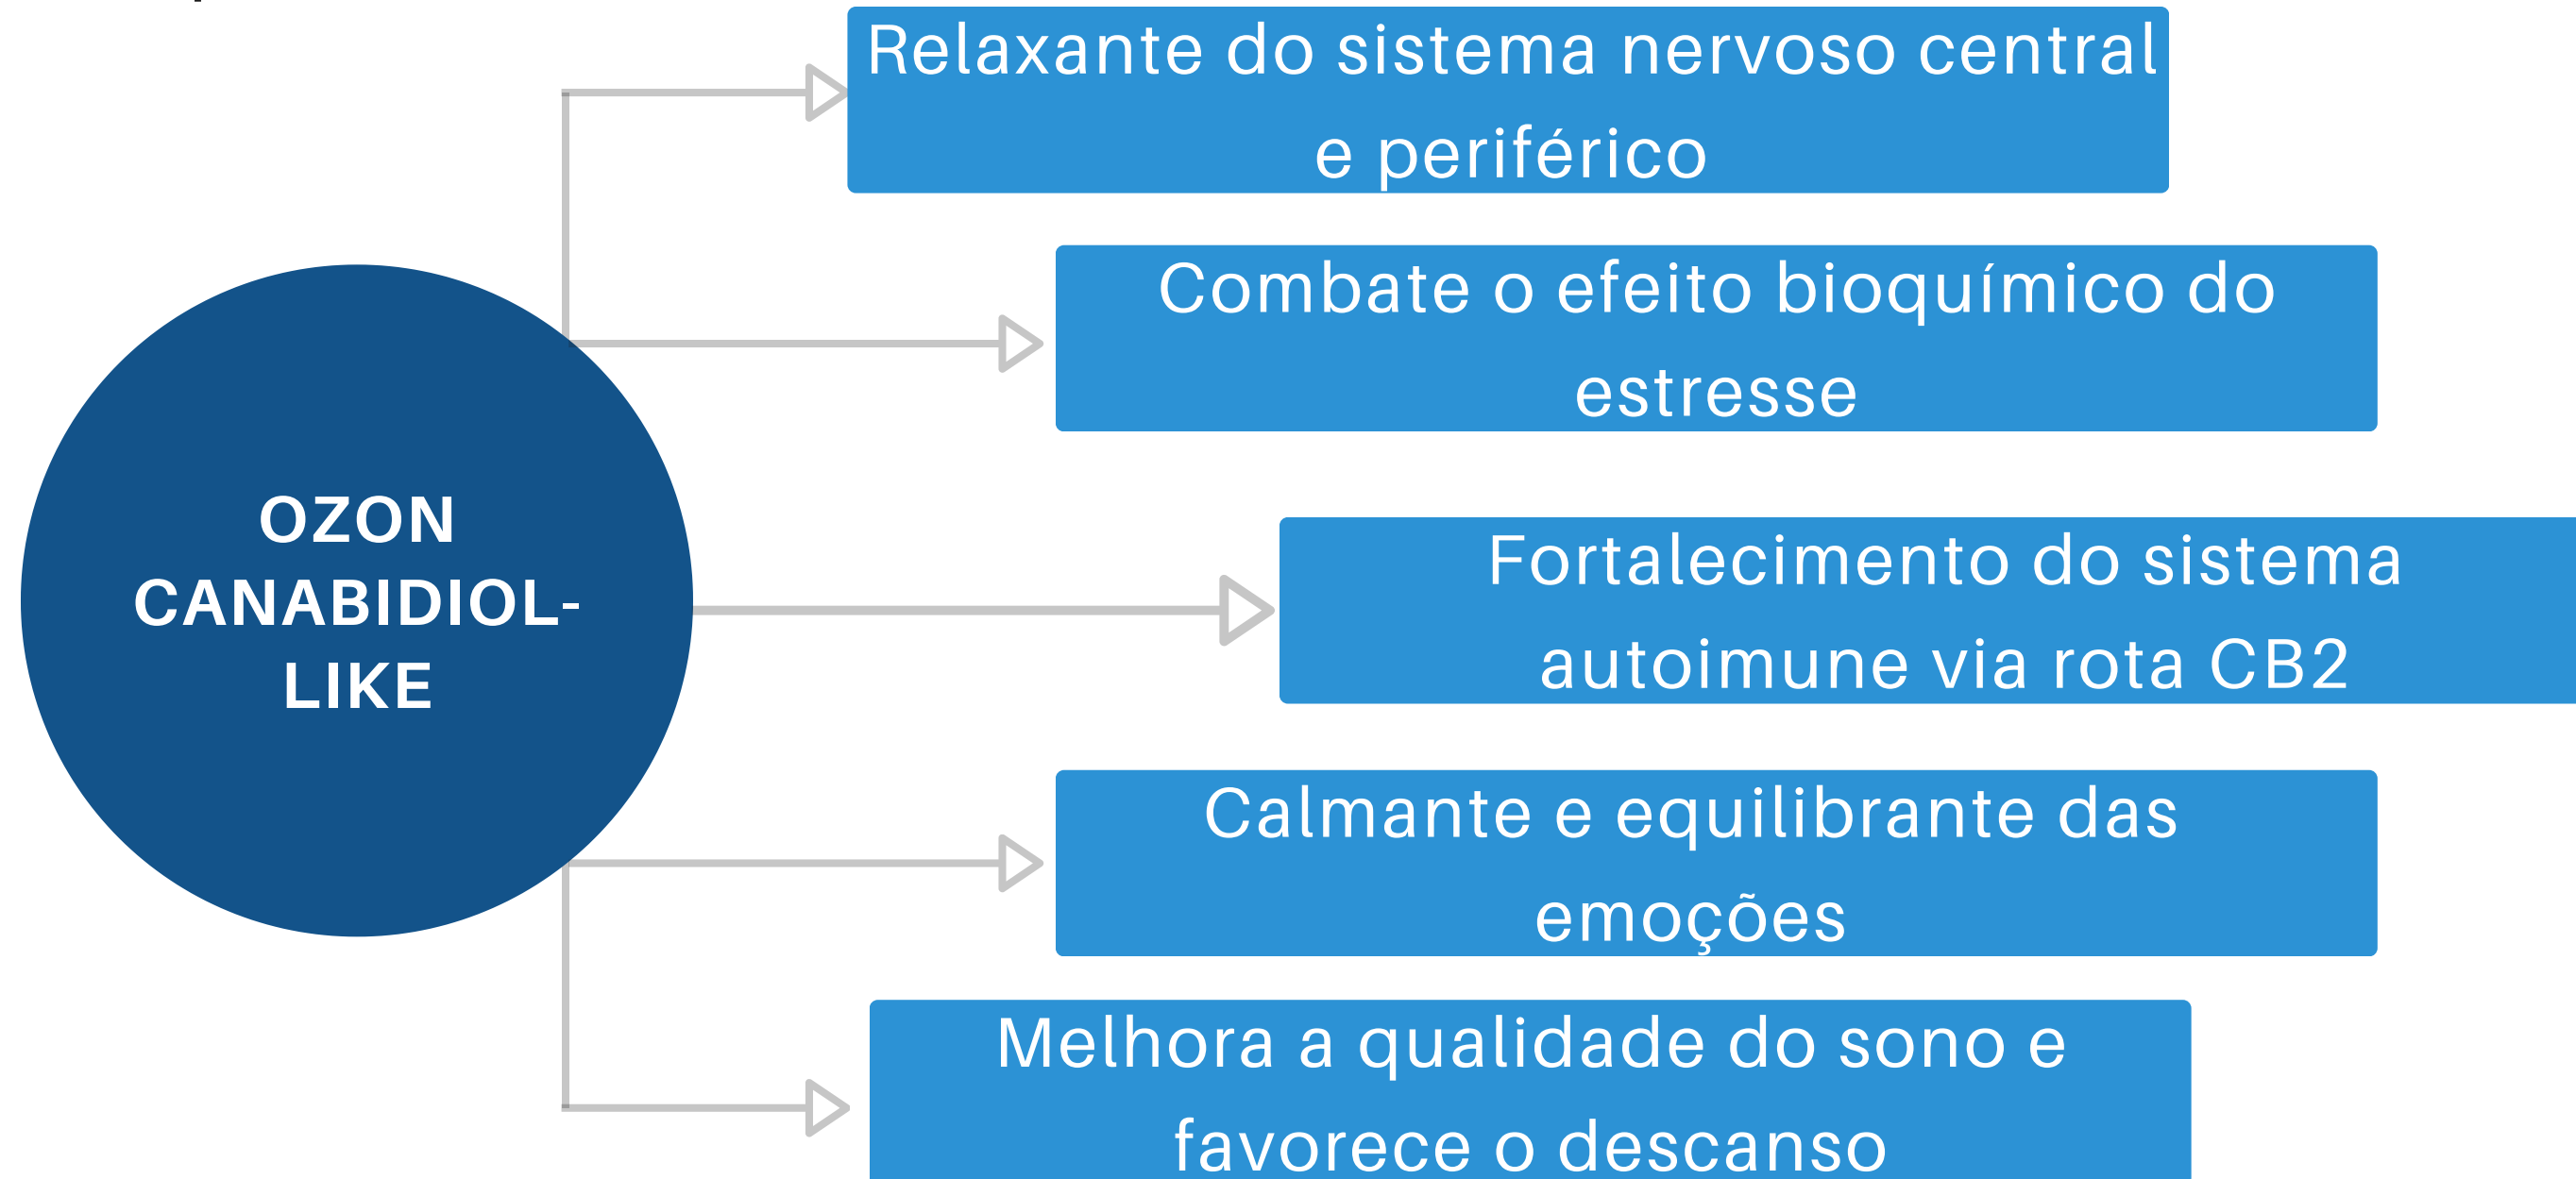 Relaxante do sistema nervoso central
e periférico
Combate o efeito bioquímico do
estresse
OZON
CANABIDIOL-
LIKE
Fortalecimento do sistema
autoimune via rota CB2
Calmante e equilibrante das
emoções
Melhora a qualidade do sono e
favorece o descanso